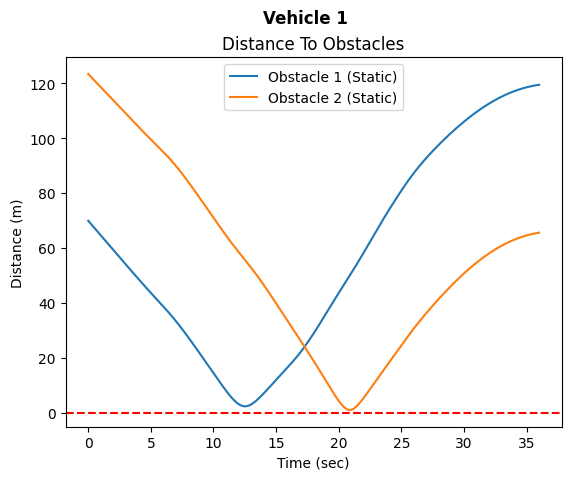 Vehicle 1
Distance To Obstacles
Obstacle 1 (Static)
Obstacle 2 (Static)
Distance (m)
120
100
80
60
40
20
0
0 5 10 15 20 25 30 35
Time (sec)